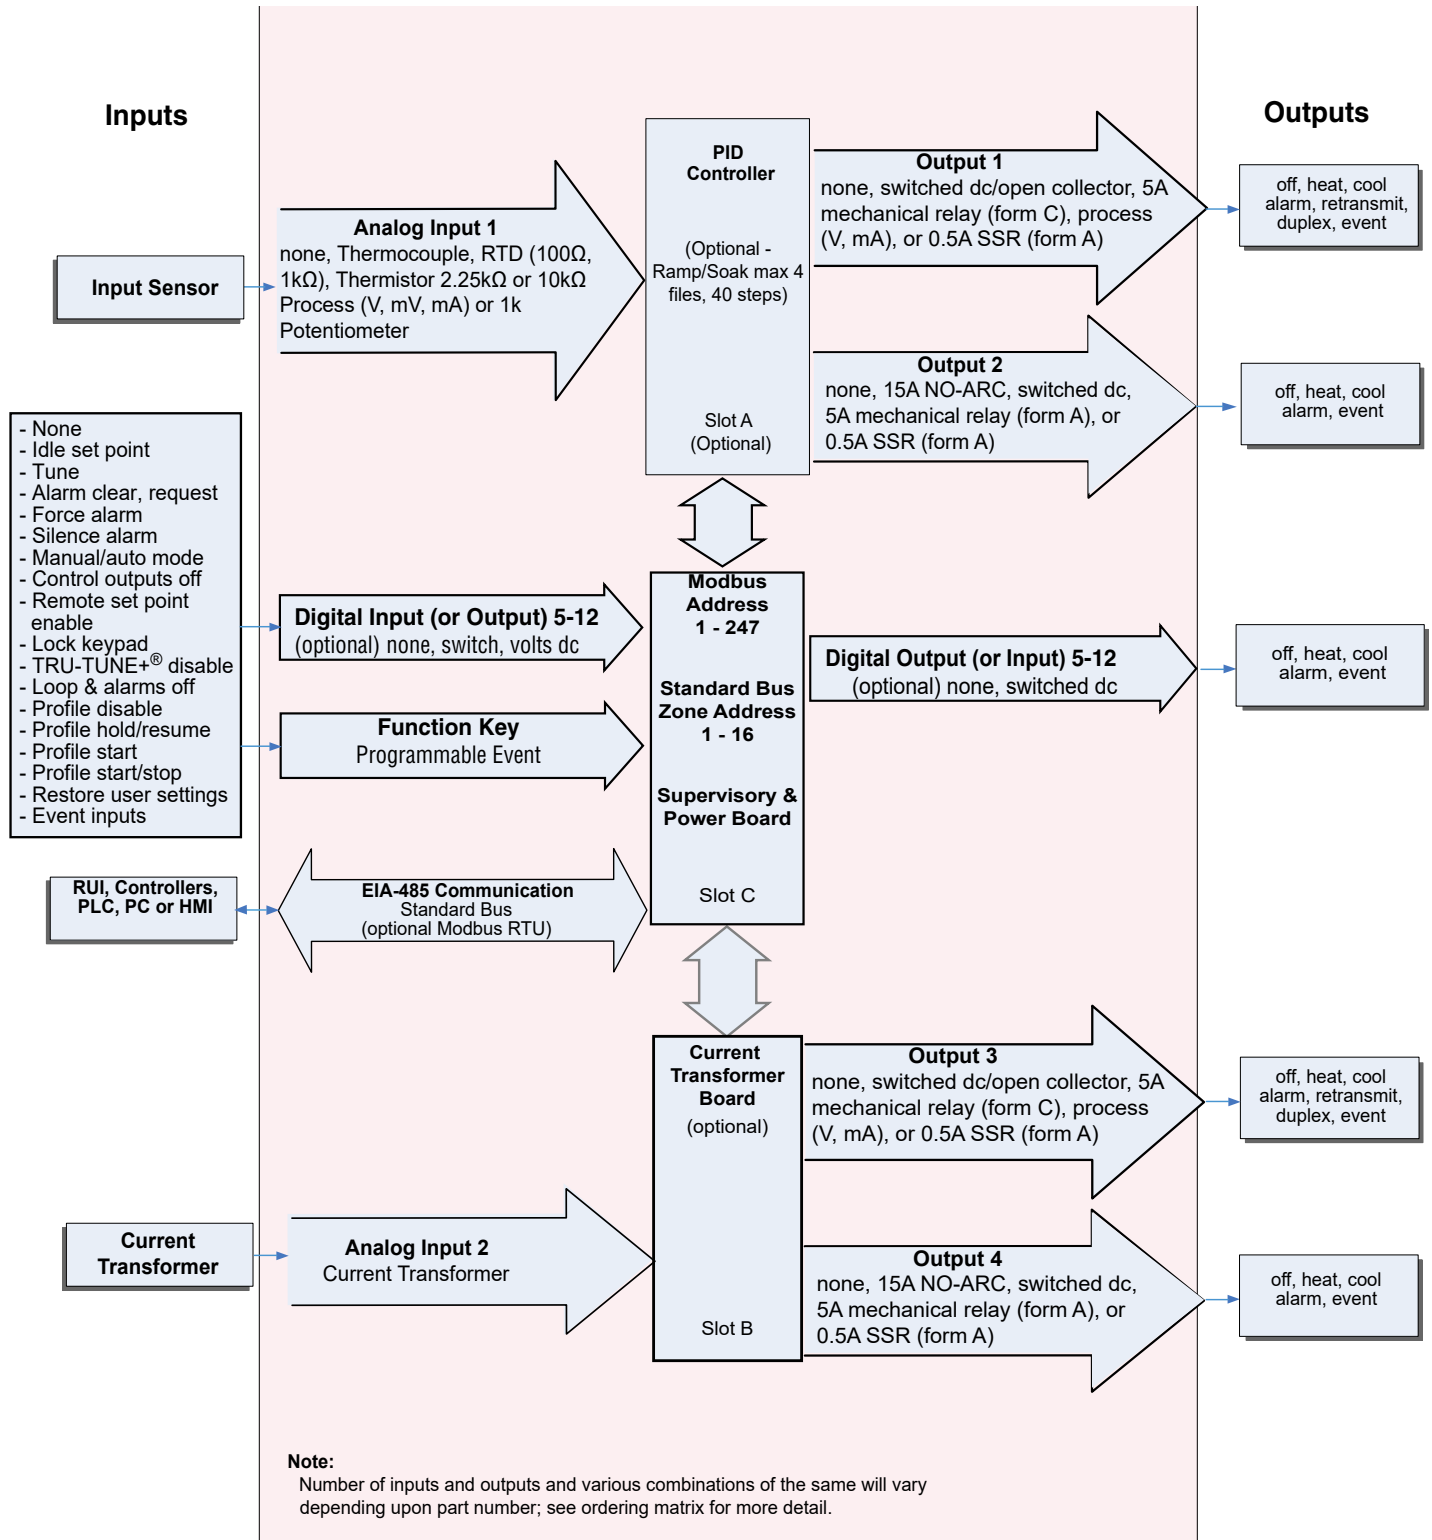 Inputs
Outputs
PID
Controller
(Optional -
Ramp/Soak max 4
files, 40 steps)
Slot A
(Optional)
Input Sensor
Analog Input 1
none, Thermocouple, RTD (100Ω,
1kΩ), Thermistor 2.25kΩ or 10kΩ
Process (V, mV, mA) or 1k
Potentiometer
Output 1
none, switched dc/open collector, 5A
mechanical relay (form C), process
(V, mA), or 0.5A SSR (form A)
off, heat, cool
alarm, retransmit,
duplex, event
Output 2
none, 15A NO-ARC, switched dc,
5A mechanical relay (form A), or
0.5A SSR (form A)
off, heat, cool
alarm, event
- None
- Idle set point
- Tune
- Alarm clear, request
- Force alarm
- Silence alarm
- Manual/auto mode
- Control outputs off
- Remote set point
enable
- Lock keypad
- TRU-TUNE+® disable
- Loop & alarms off
- Profile disable
- Profile hold/resume
- Profile start
- Profile start/stop
- Restore user settings
- Event inputs
Digital Input (or Output) 5-12
(optional) none, switch, volts dc
Function Key
Programmable Event
Modbus
Address
1 - 247
Standard Bus
Zone Address
1 - 16
Supervisory &
Power Board
Slot C
Digital Output (or Input) 5-12
(optional) none, switched dc
off, heat, cool
alarm, event
RUI, Controllers,
PLC, PC or HMI
EIA-485 Communication
Standard Bus
(optional Modbus RTU)
Current
Transformer
Board
(optional)
Slot B
Output 3
none, switched dc/open collector, 5A
mechanical relay (form C), process
(V, mA), or 0.5A SSR (form A)
off, heat, cool
alarm, retransmit,
duplex, event
Current
Transformer
Analog Input 2
Current Transformer
Output 4
none, 15A NO-ARC, switched dc,
5A mechanical relay (form A), or
0.5A SSR (form A)
off, heat, cool
alarm, event
Note:
Number of inputs and outputs and various combinations of the same will vary
depending upon part number; see ordering matrix for more detail.